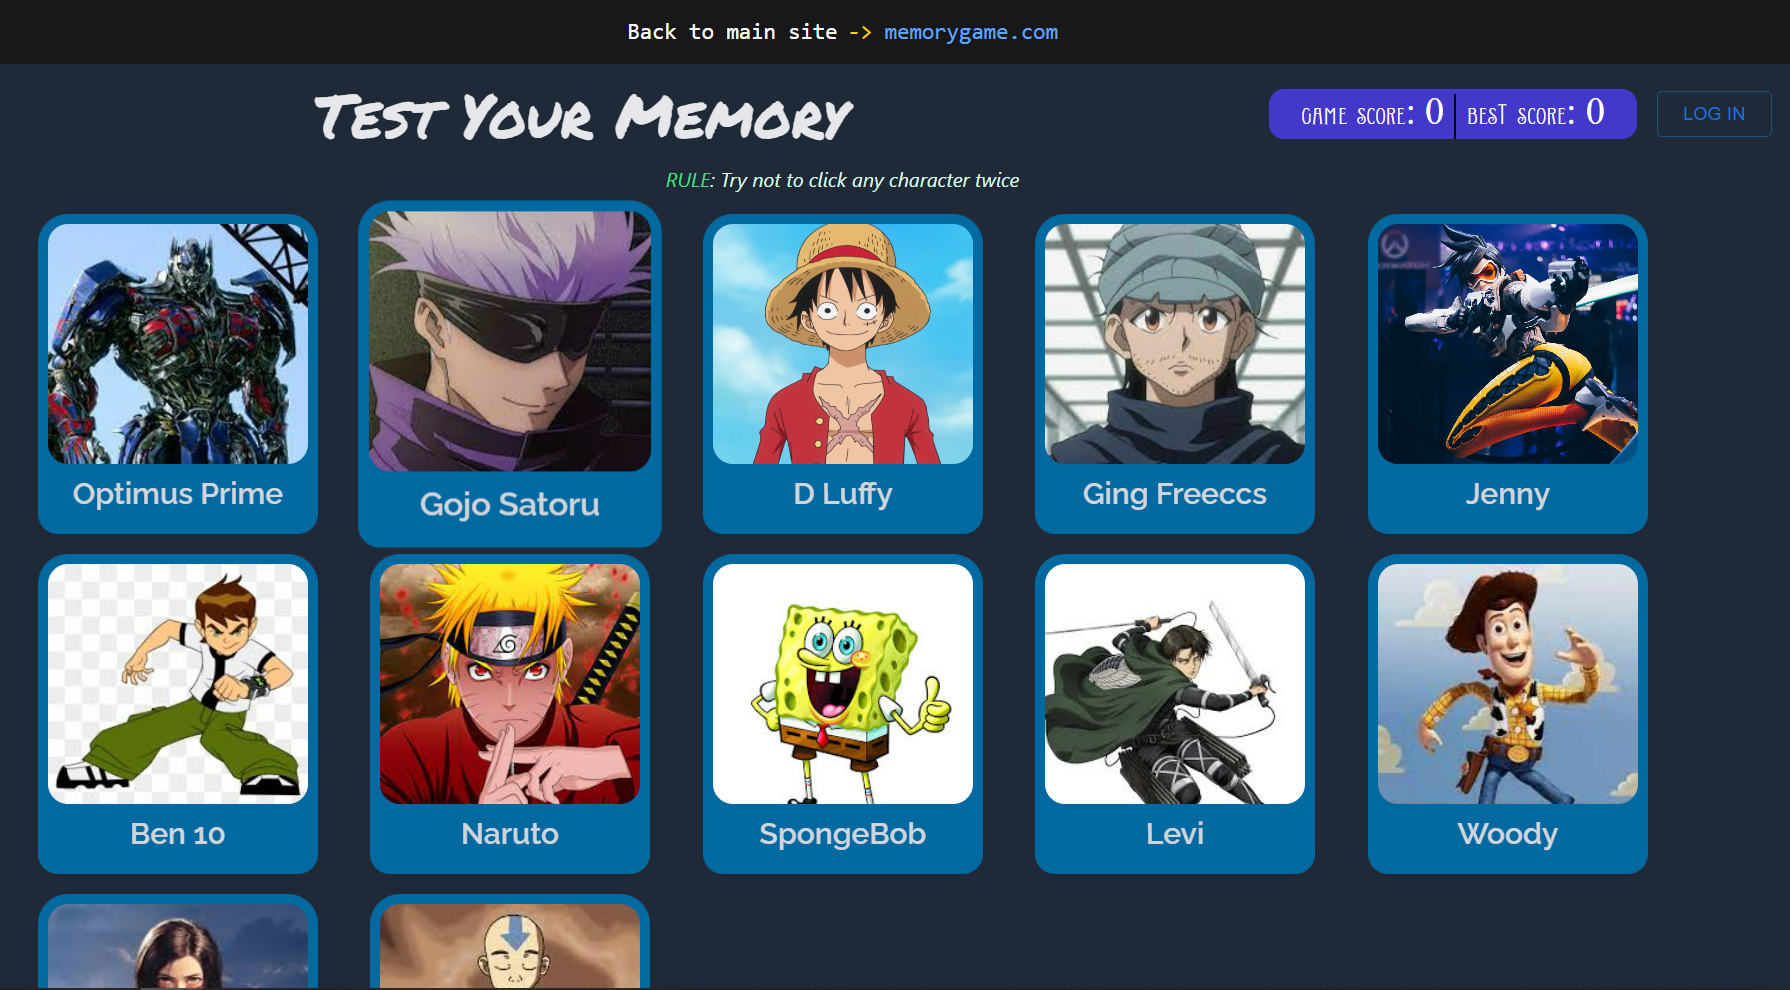 Back to main site -> memorygame.com
Test Your Memory
GAME SCORE: 0 BEST SCORE: 0
LOG IN
RULE: Try not to click any character twice
Optimus Prime
Gojo Satoru
D Luffy
Ging Freeccs
Jenny
Ben 10
Naruto
SpongeBob
Levi
Woody